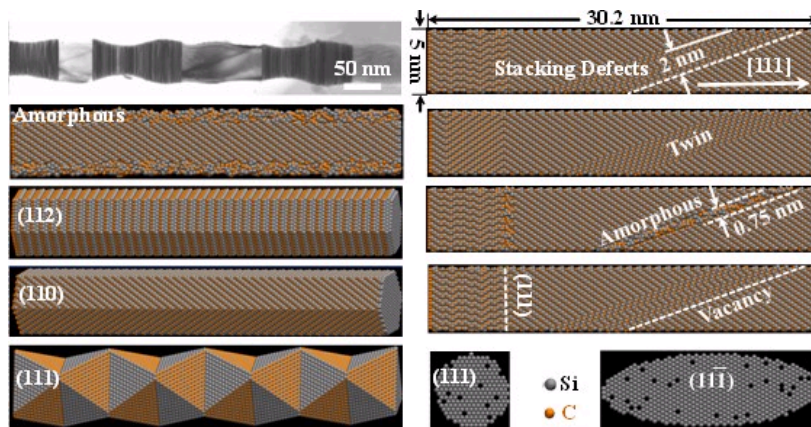 50 nm
Amorphous
(112)
(110)
(111)
30.2 nm
5 nm
Stacking Defects
2 nm
[111]
Twin
Amorphous
0.75 nm
(111)
Vacancy
(111)
Si
C
(111̅)